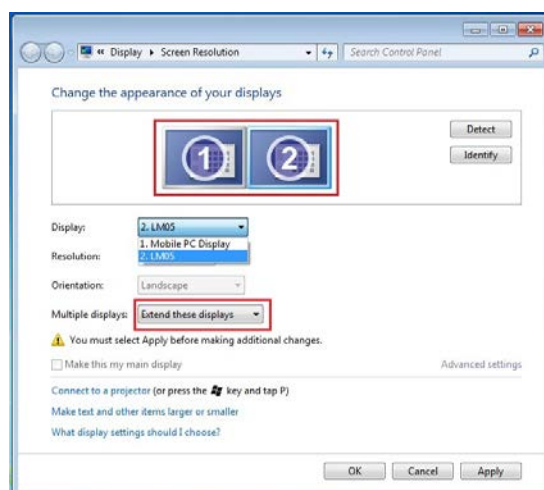 « Display ▸ Screen Resolution
Search Control Panel
Change the appearance of your displays
1
2
Detect
Identify
Display:
2. LM05
1. Mobile PC Display
2. LM05
Resolution:
Orientation:
Landscape
Multiple displays:
Extend these displays
You must select Apply before making additional changes.
Make this my main display
Advanced settings
Connect to a projector (or press the key and tap P)
Make text and other items larger or smaller
What display settings should I choose?
OK
Cancel
Apply